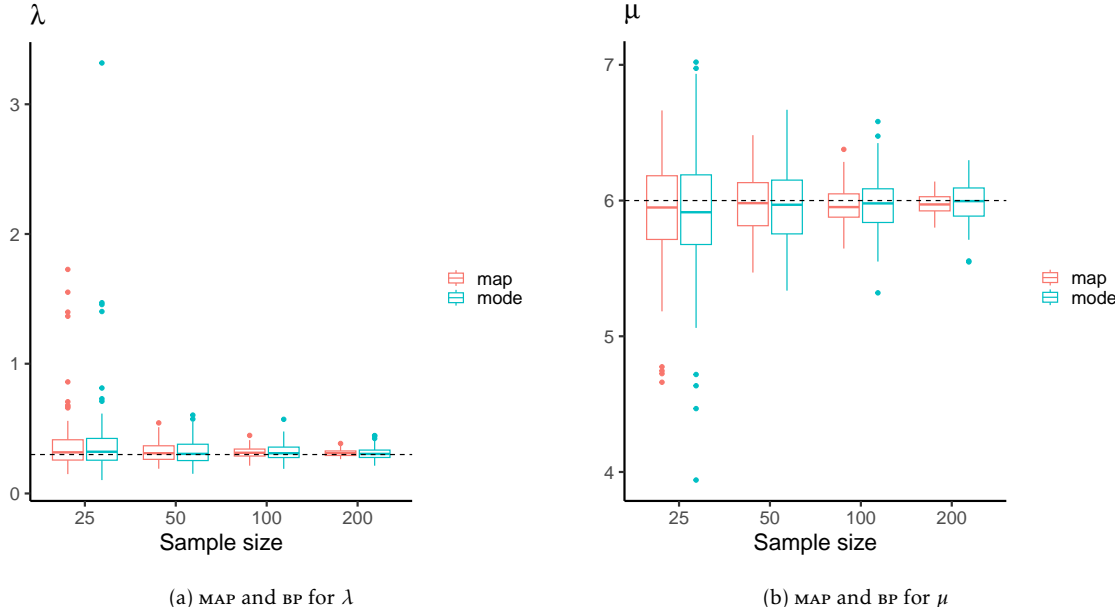 λ
3
2
1
0
25 50 100 200
Sample size
map
mode
(a) MAP and BP for λ
μ
7
6
5
4
25 50 100 200
Sample size
map
mode
(b) MAP and BP for μ